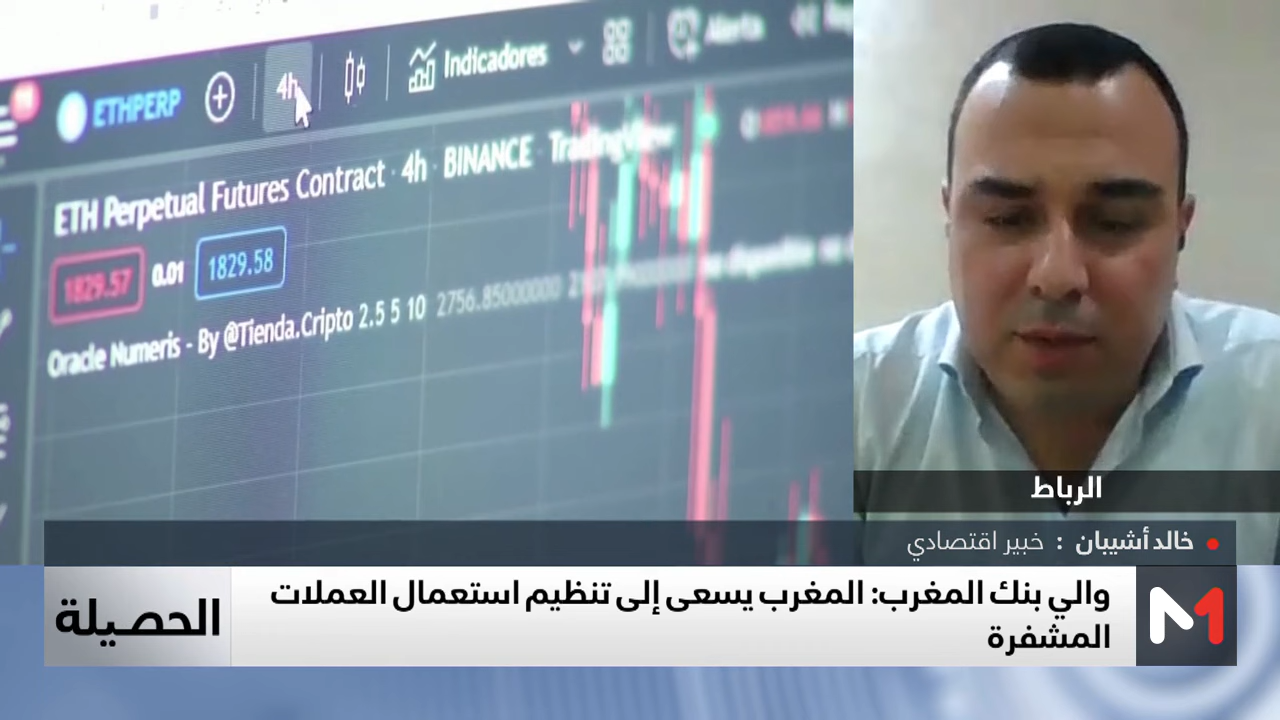 ETHPERP
4h
Indicadores
Alerta
ETH Perpetual Futures Contract · 4h · BINANCE · TradingView
1829.57 0.01 1829.58
Oracle Numeris - By @Tienda.Cripto 2.5 5 10 2756.85000000
الرباط
خالد أشيبان : خبير اقتصادي
والي بنك المغرب: المغرب يسعى إلى تنظيم استعمال العملات
المشفرة
الحصيلة
M1